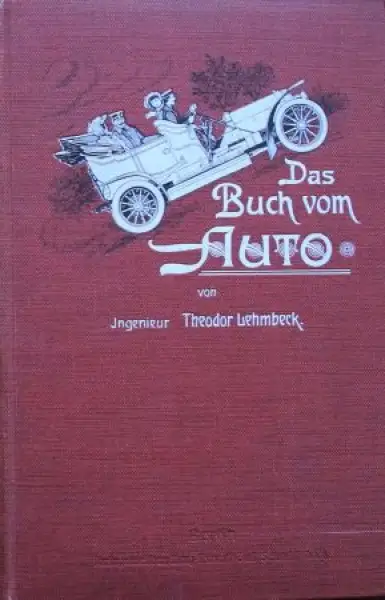 Das
Buch vom
AUTO
von
Jngenieur Theodor Lehmbeck.